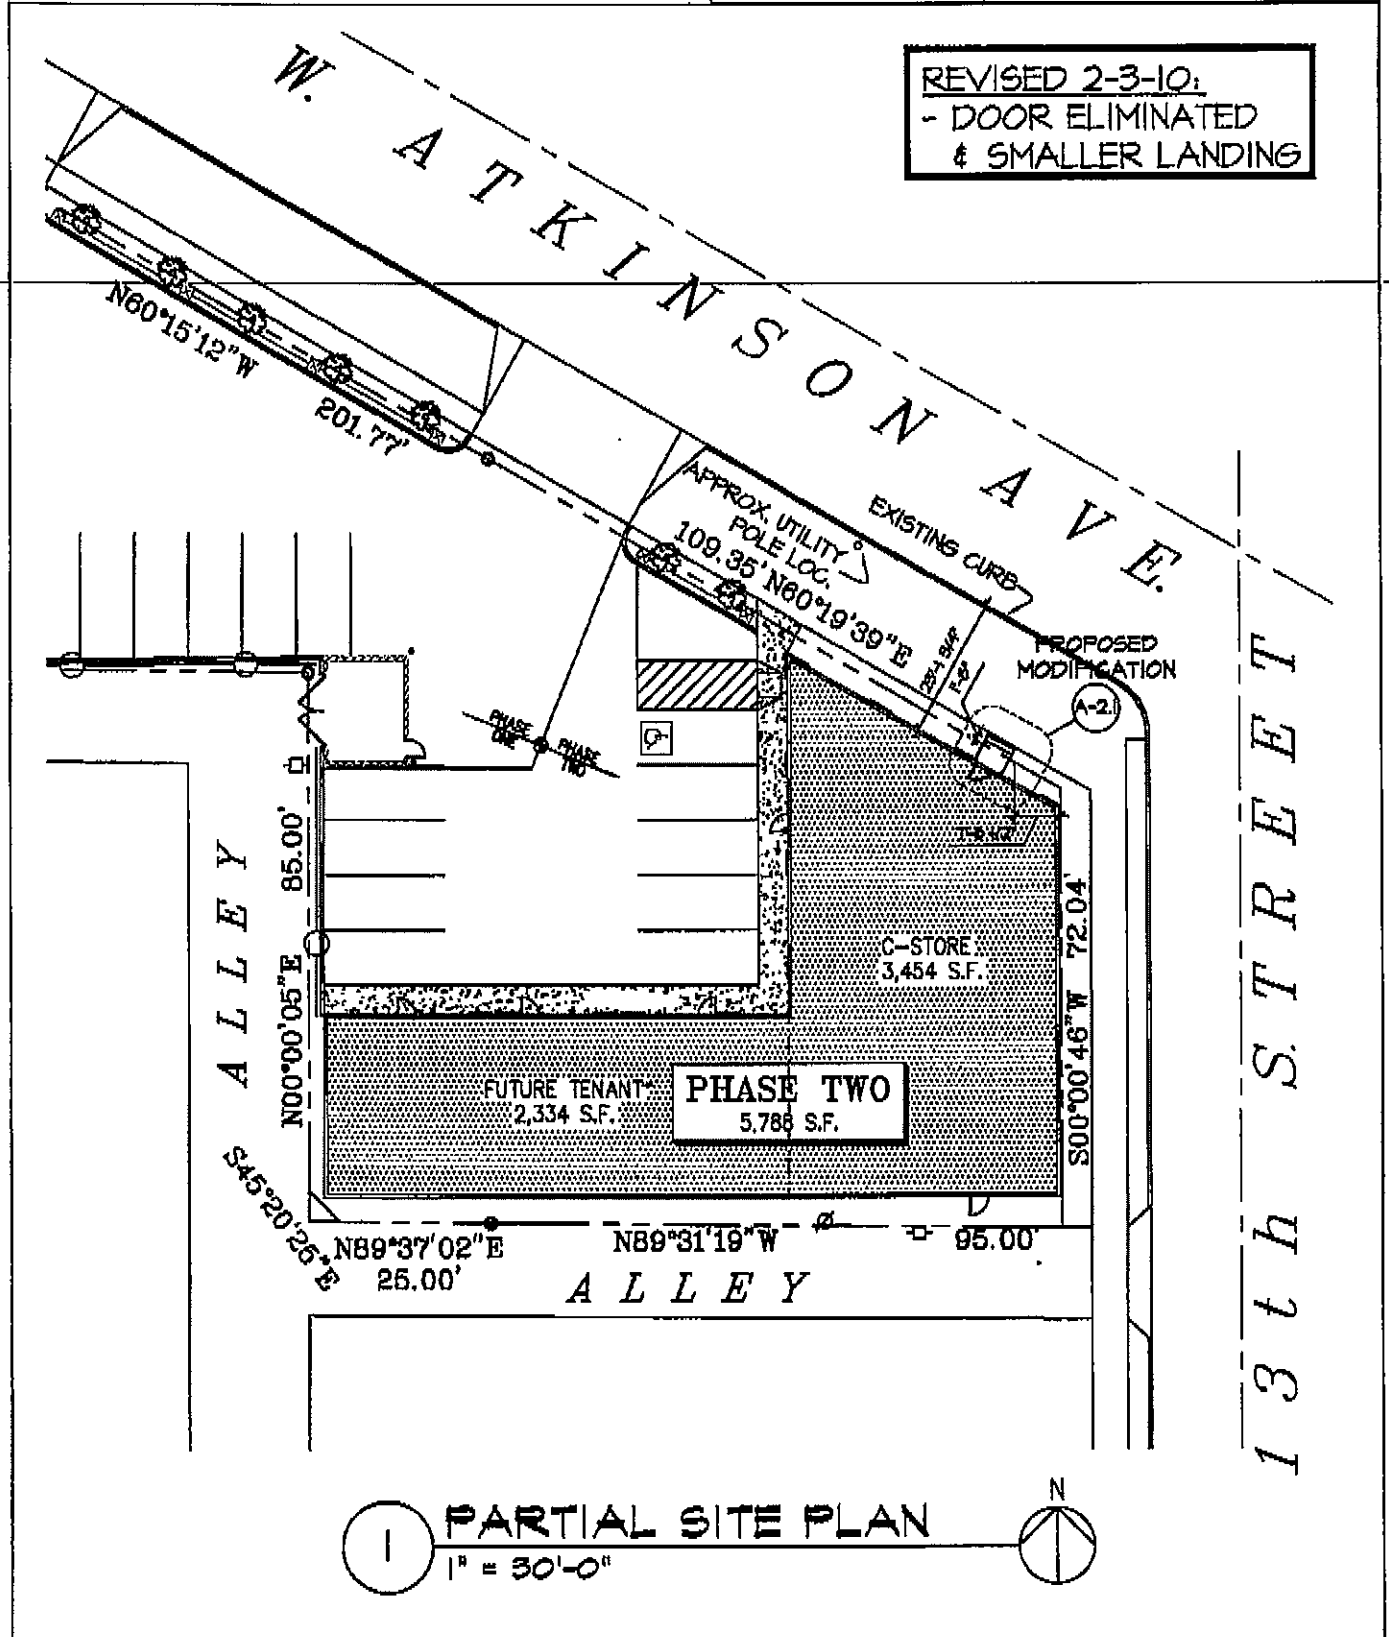 REVISED 2-3-10:
- DOOR ELIMINATED
& SMALLER LANDING
W. ATKINSON AVE.
N60°15'12"W
201.77'
APPROX. UTILITY
POLE LOC.
EXISTING CURB
109.35' N60°19'39"E
PROPOSED
MODIFICATION
A-2.1
PHASE
ONE
PHASE
TWO
13th STREET
ALLEY
N00°00'05"E 85.00'
C-STORE
3,454 S.F.
S00°00'46"W 72.04'
FUTURE TENANT
2,334 S.F.
PHASE TWO
5,788 S.F.
S45°20'25"E
N89°37'02"E
25.00'
N89°31'19"W
95.00'
ALLEY
1
PARTIAL SITE PLAN
1" = 30'-0"
N